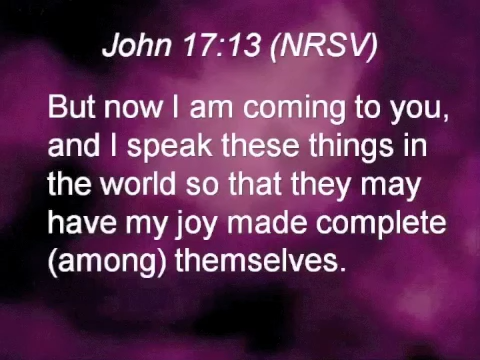 John 17:13 (NRSV)
But now I am coming to you,
and I speak these things in
the world so that they may
have my joy made complete
(among) themselves.